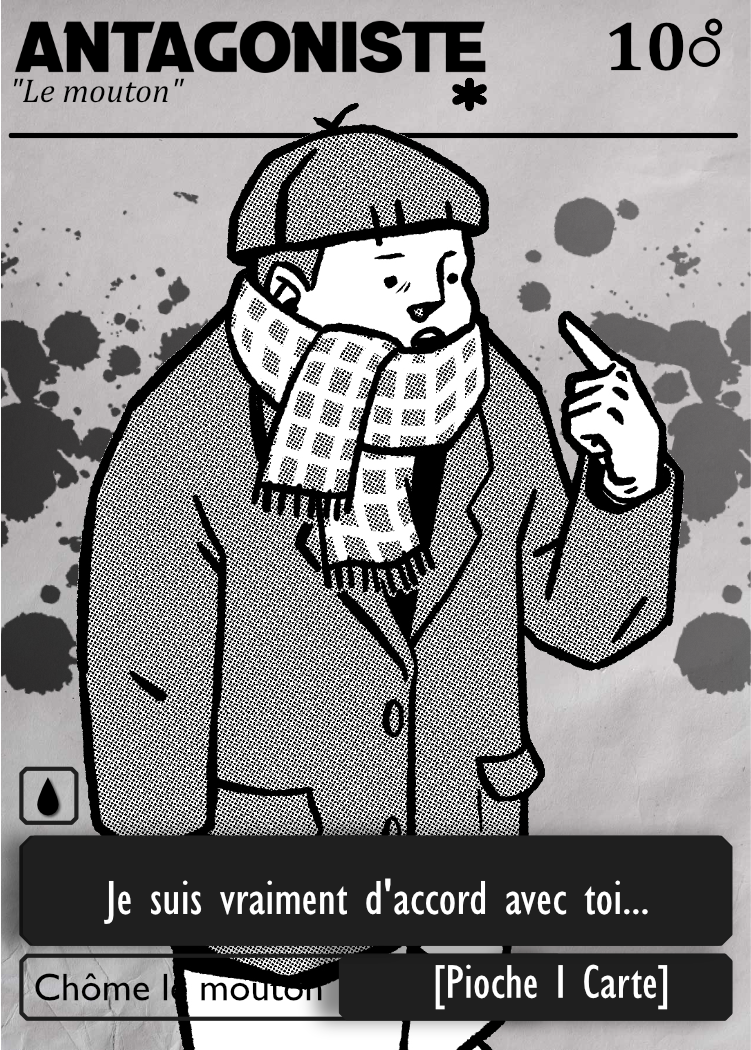 ANTAGONISTE
10
"Le mouton"
*
Je suis vraiment d'accord avec toi...
Chôme le mouton
[Pioche 1 Carte]